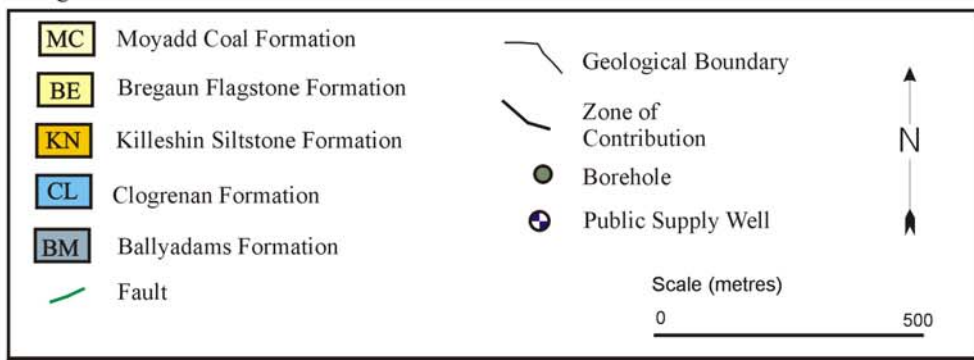 MC Moyadd Coal Formation
BE Bregaun Flagstone Formation
KN Killeshin Siltstone Formation
CL Clogrenan Formation
BM Ballyadams Formation
Fault
Geological Boundary
Zone of
Contribution
Borehole
Public Supply Well
N
Scale (metres)
0 500